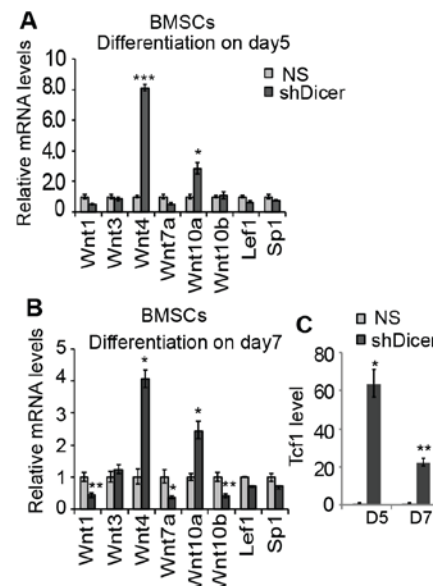 A
BMSCs
Differentiation on day5
Relative mRNA levels
8.0
6.0
4.0
2.0
0
NS
shDicer
***
*
Wnt1
Wnt3
Wnt4
Wnt7a
Wnt10a
Wnt10b
Lef1
Sp1
B
BMSCs
Differentiation on day7
Relative mRNA levels
5
4
3
2
1
0
**
*
*
*
**
Wnt1
Wnt3
Wnt4
Wnt7a
Wnt10a
Wnt10b
Lef1
Sp1
C
NS
shDicer
Tcf1 level
80
60
40
20
0
*
**
D5
D7